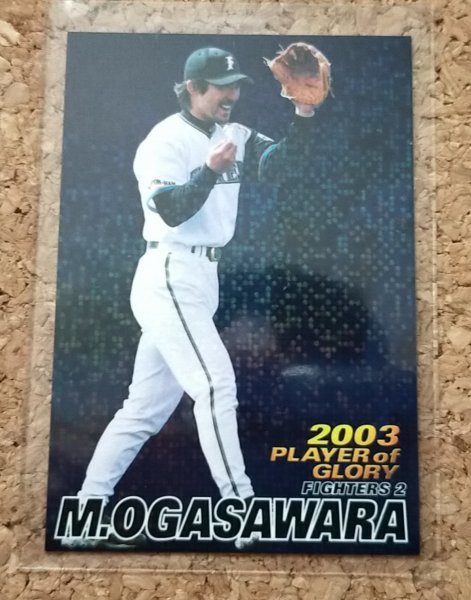 2003
PLAYER of
GLORY
FIGHTERS 2
M.OGASAWARA